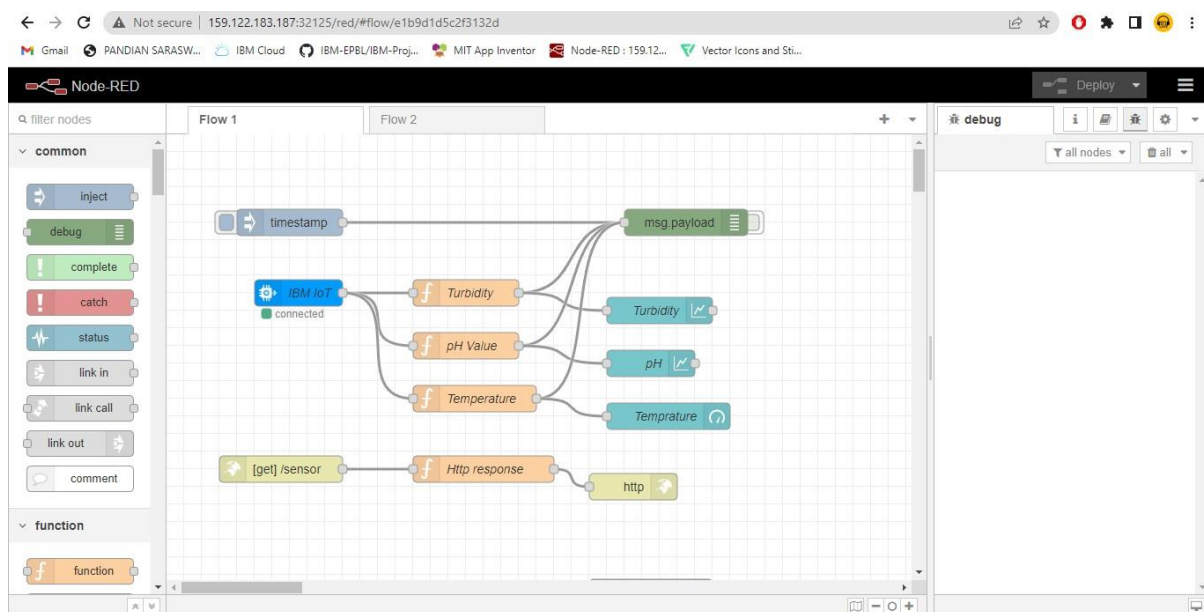 Not secure | 159.122.183.187:32125/red/#flow/e1b9d1d5c2f3132d
Gmail PANDIAN SARASW... IBM Cloud IBM-EPBL/IBM-Proj... MIT App Inventor Node-RED : 159.12... Vector Icons and Sti...
Node-RED Deploy
filter nodes
Flow 1 Flow 2
debug
all nodes all
common
inject
debug
complete
catch
status
link in
link call
link out
comment
function
function
timestamp msg.payload
IBM IoT Turbidity
connected
Turbidity
pH Value
pH
Temperature
Temprature
[get] /sensor Http response
http